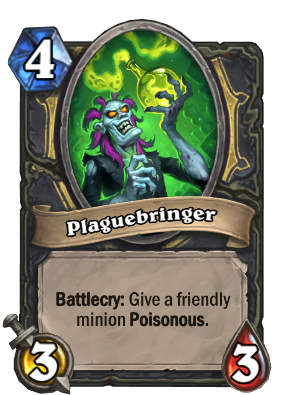 4
Plaguebringer
Battlecry: Give a friendly
minion Poisonous.
3
3